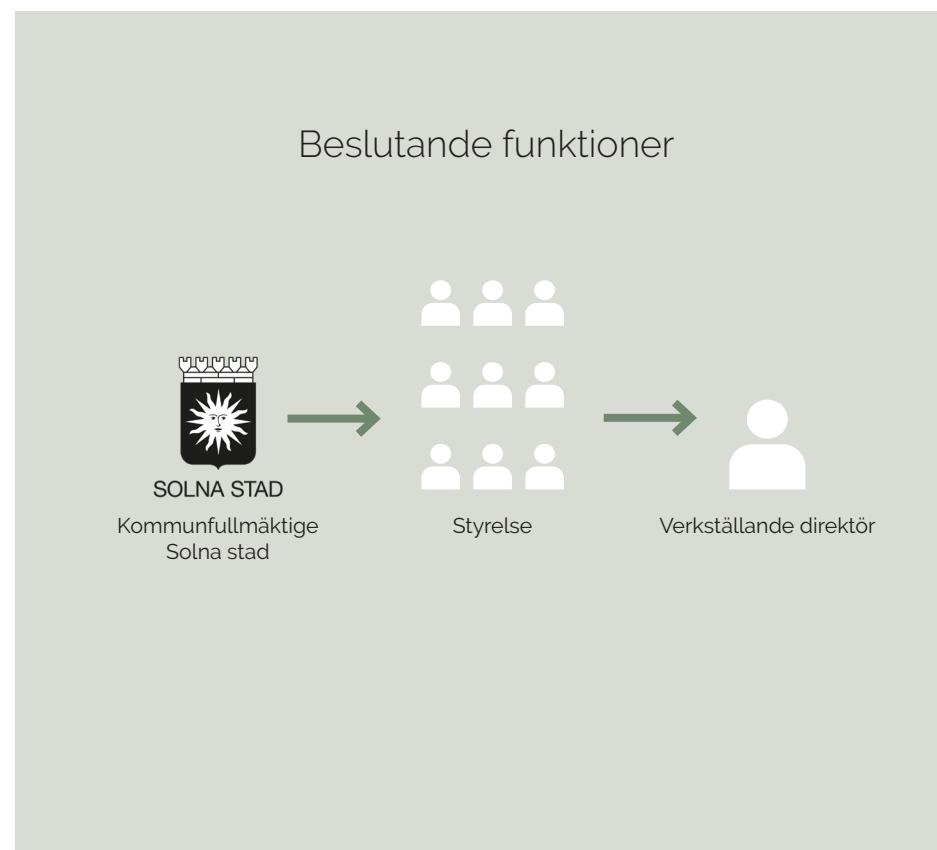 Beslutande funktioner
SOLNA STAD
Kommunfullmäktige
Solna stad
Styrelse
Verkställande direktör